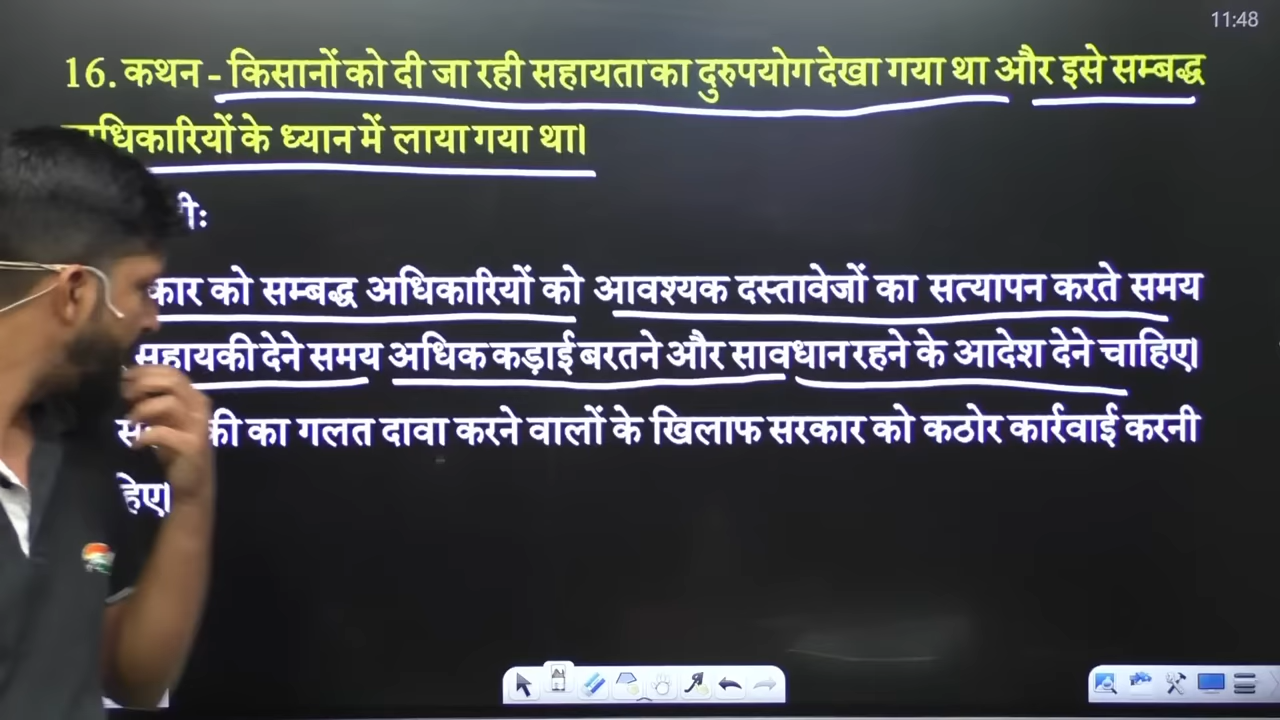 11:48
16. कथन - किसानों को दी जा रही सहायता का दुरुपयोग देखा गया था और इसे सम्बद्ध
के ध्यान में लाया गया था।
को सम्बद्ध अधिकारियों को आवश्यक दस्तावेजों का सत्यापन करते समय
सहायकी देने समय अधिक कड़ाई बरतने और सावधान रहने के आदेश देने चाहिए।
का गलत दावा करने वालों के खिलाफ सरकार को कठोर कार्रवाई करनी